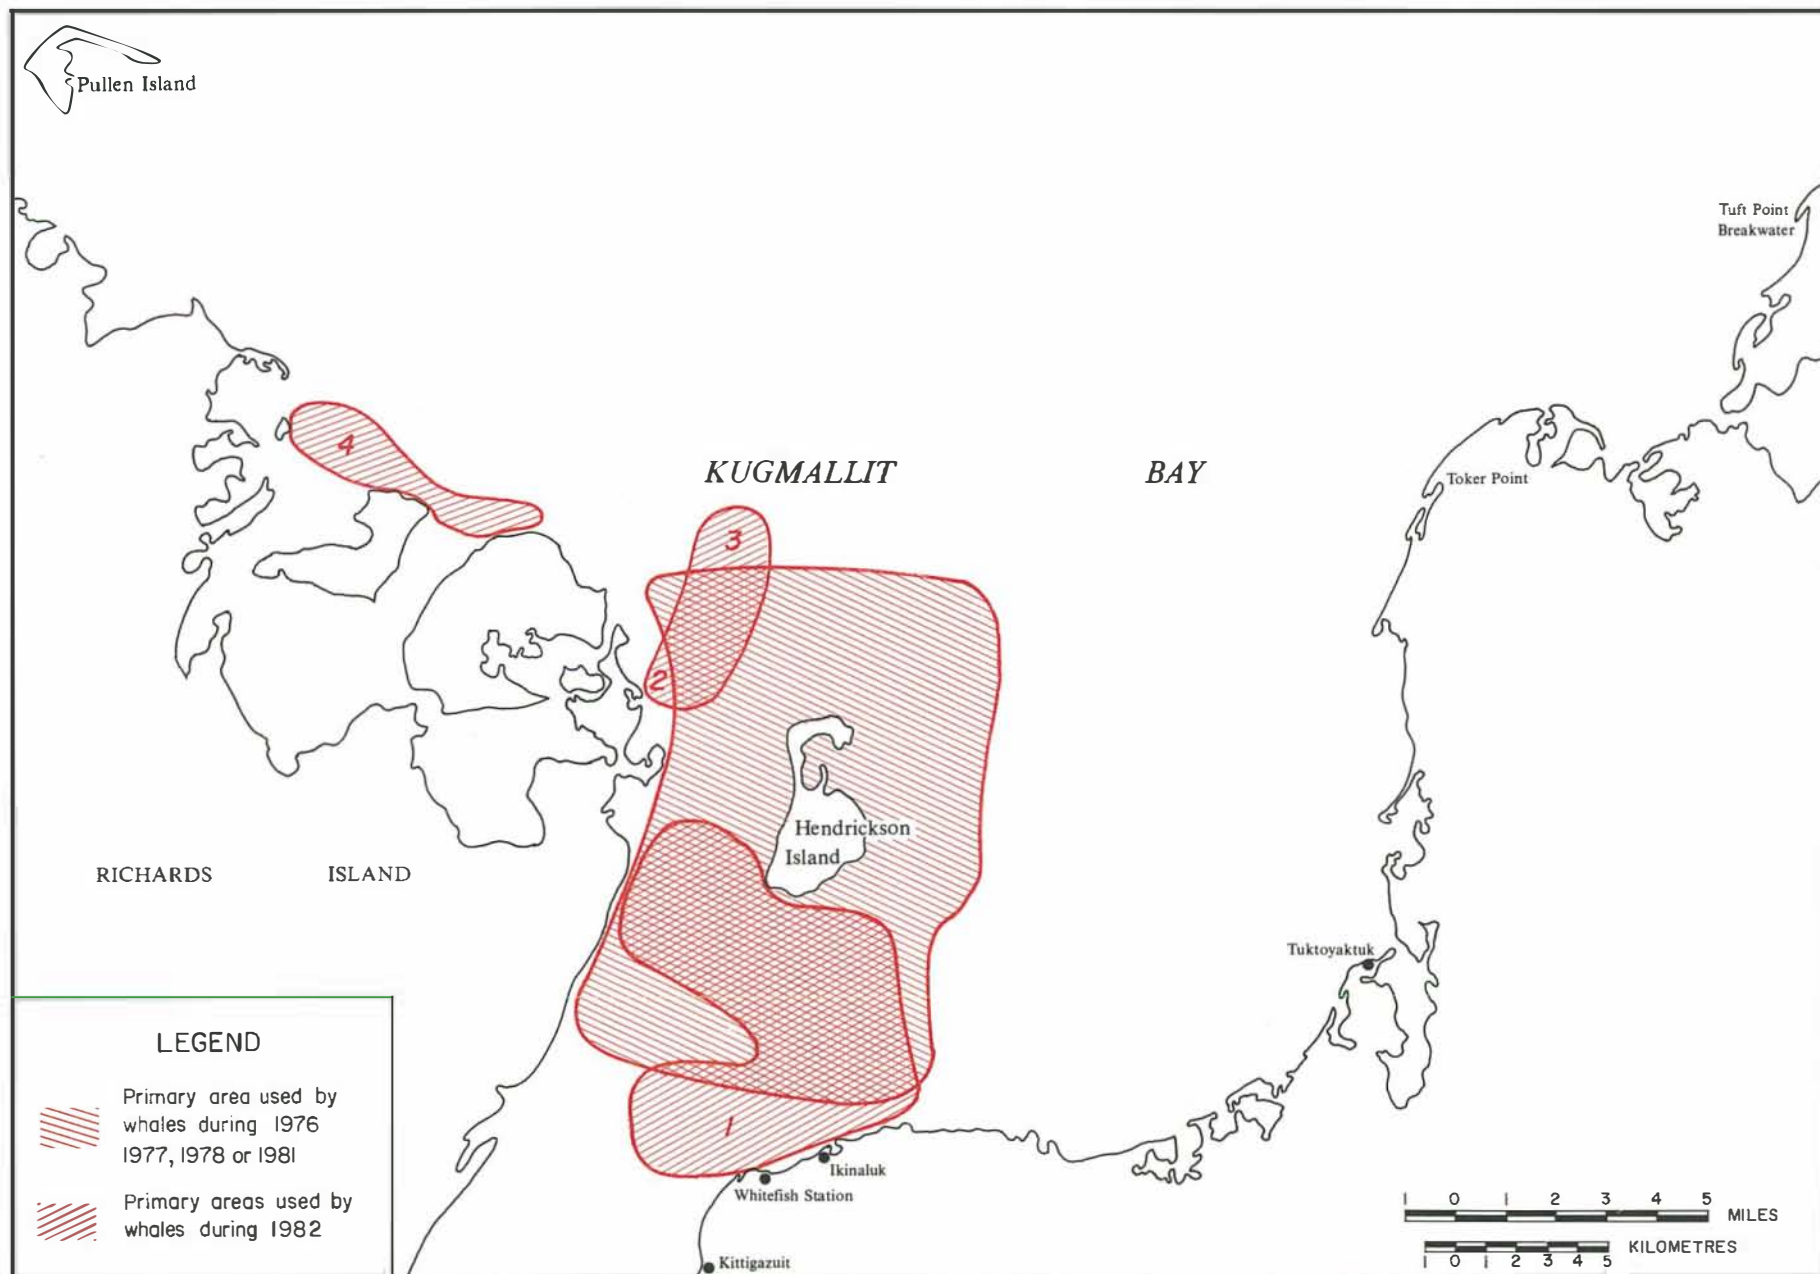 Pullen Island
Tuft Point
Breakwater
4
KUGMALLIT BAY
Toker Point
3
2
Hendrickson
Island
RICHARDS ISLAND
Tuktoyaktuk
1
Ikinaluk
Whitefish Station
Kittigazuit
LEGEND
Primary area used by
whales during 1976
1977, 1978 or 1981
Primary areas used by
whales during 1982
1 0 1 2 3 4 5 MILES
1 0 1 2 3 4 5 KILOMETRES